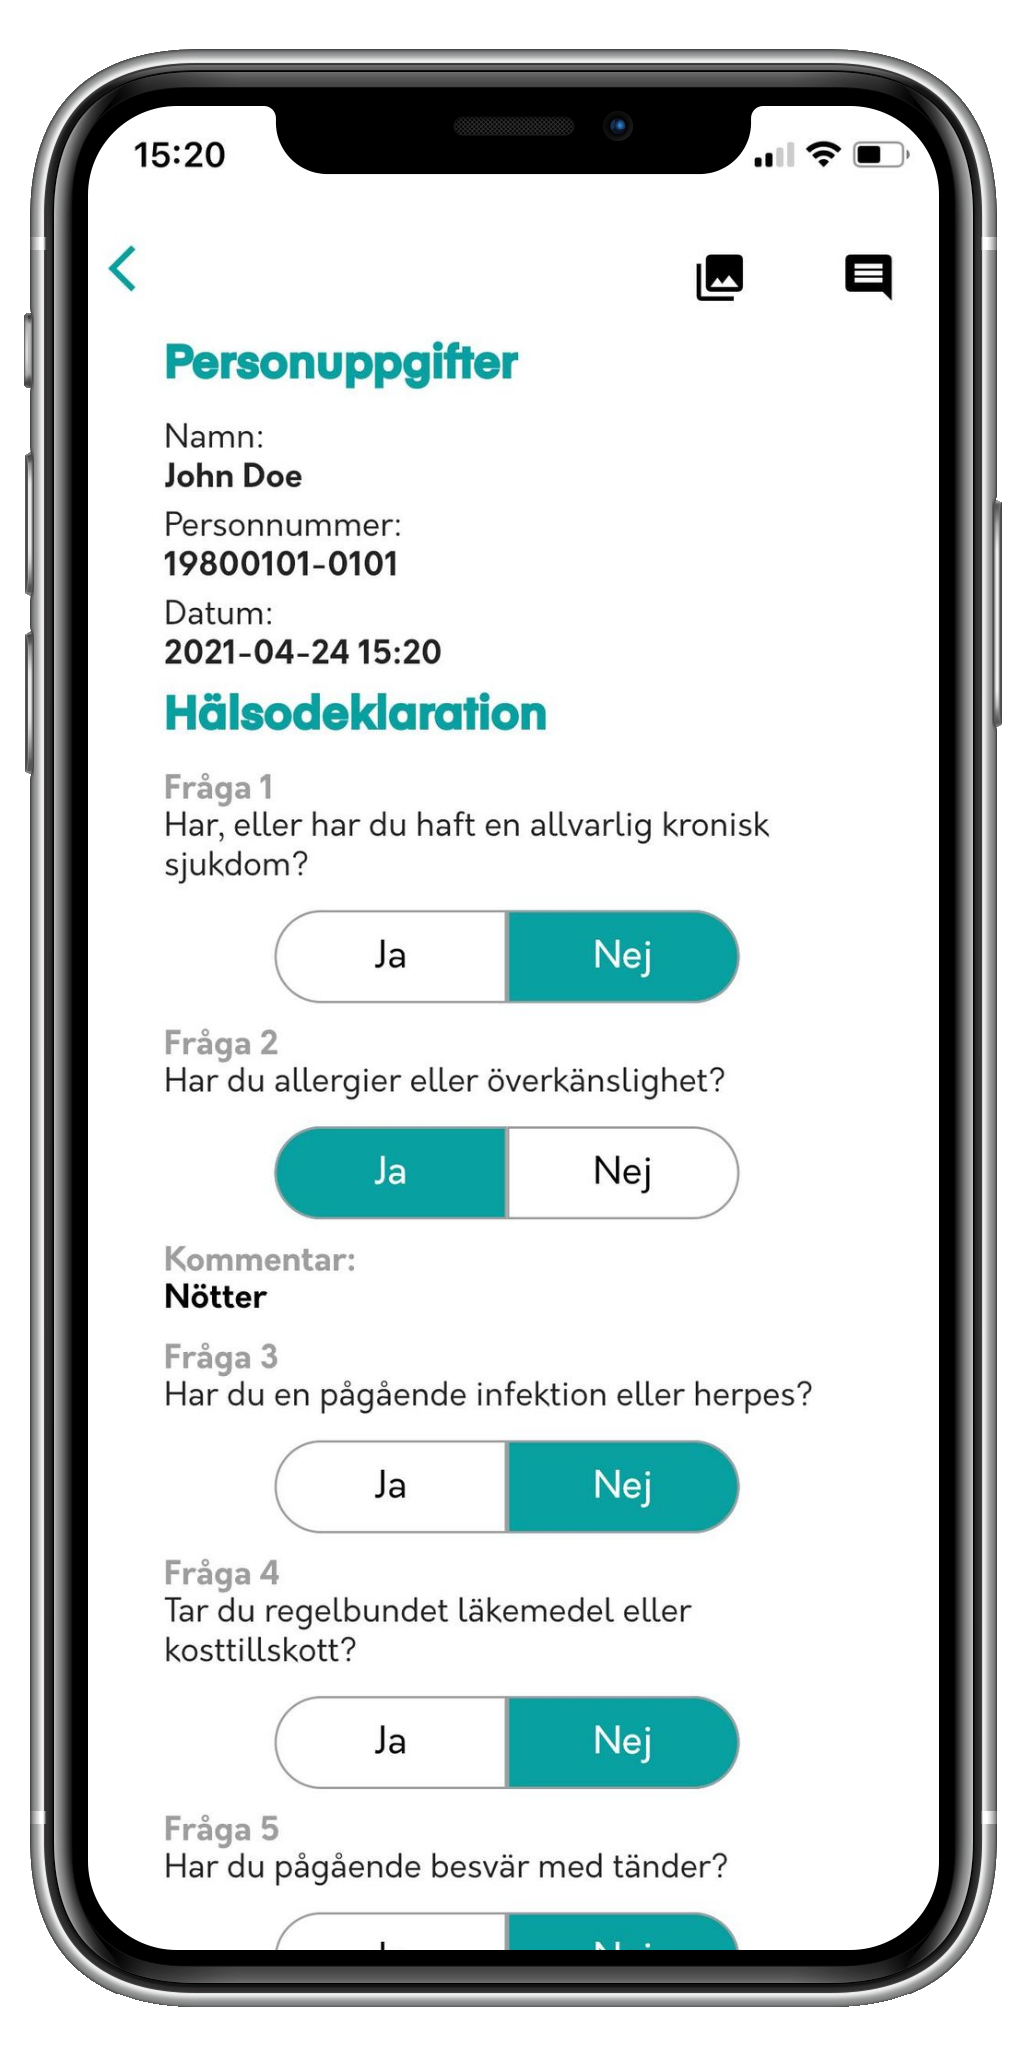 15:20
Personuppgifter
Namn:
John Doe
Personnummer:
19800101-0101
Datum:
2021-04-24 15:20
Hälsodeklaration
Fråga 1
Har, eller har du haft en allvarlig kronisk
sjukdom?
Ja Nej
Fråga 2
Har du allergier eller överkänslighet?
Ja Nej
Kommentar:
Nötter
Fråga 3
Har du en pågående infektion eller herpes?
Ja Nej
Fråga 4
Tar du regelbundet läkemedel eller
kosttillskott?
Ja Nej
Fråga 5
Har du pågående besvär med tänder?